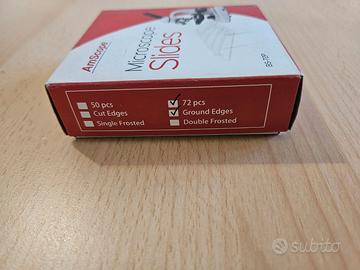 AmScope
Microscope
Slides
50 pcs
72 pcs
Cut Edges
Ground Edges
Single Frosted
Double Frosted
subito